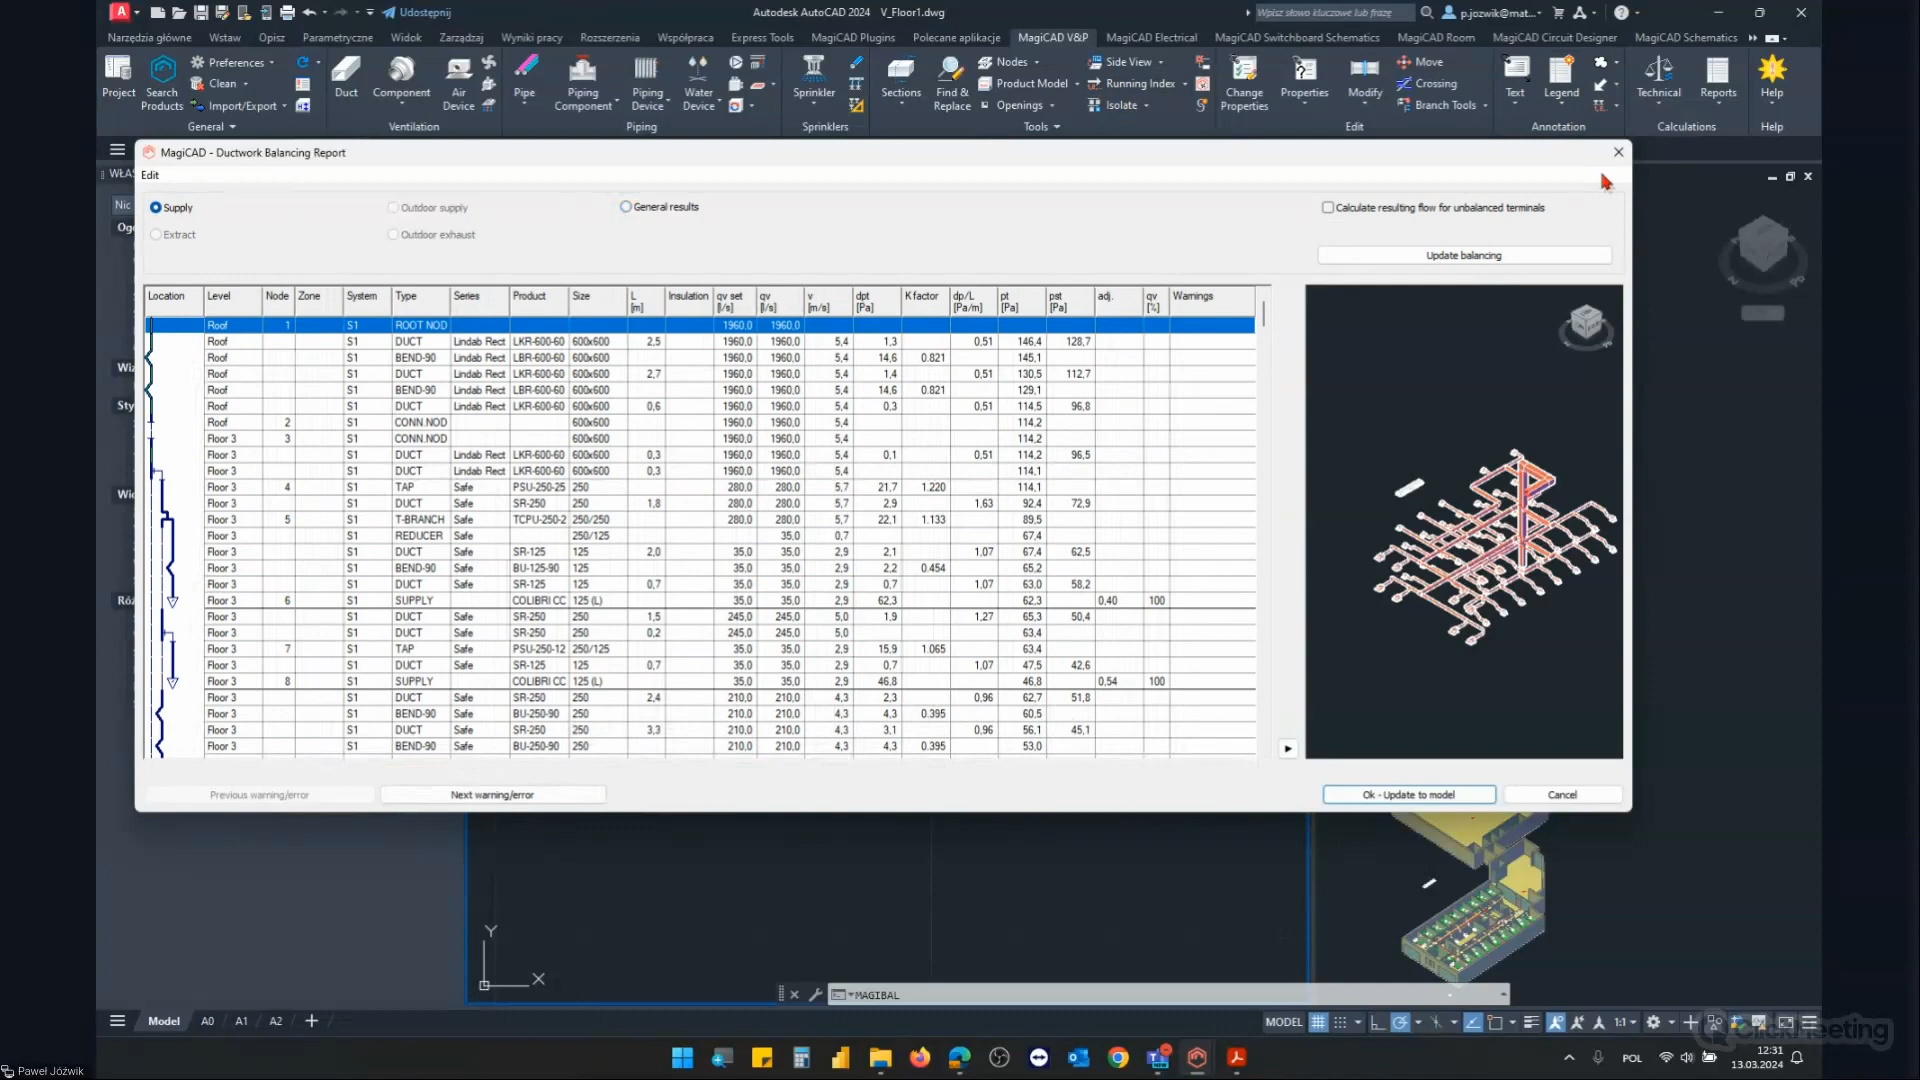 Udostępnij
Autodesk AutoCAD 2024 V_Floor1.dwg
Wpisz słowo kluczowe lub frazę
p.jozwik@mat...
Narzędzia główne Wstaw Opisz Parametryczne Widok Zarządzaj Wyniki pracy Rozszerzenia Współpraca Express Tools MagiCAD Plugins Polecane aplikacje MagiCAD V&P MagiCAD Electrical MagiCAD Switchboard Schematics MagiCAD Room MagiCAD Circuit Designer MagiCAD Schematics
Project Search Products Preferences Clean Import/Export General
Duct Component Air Device Ventilation
Pipe Piping Component Piping Device Water Device Piping
Sprinkler Sprinklers
Sections Find & Replace Nodes Product Model Openings Side View Running Index Isolate Tools
Change Properties Properties Modify Move Crossing Branch Tools Edit
Text Legend Annotation
Technical Reports Calculations
Help Help
MagiCAD - Ductwork Balancing Report
Edit
Supply Outdoor supply General results Calculate resulting flow for unbalanced terminals
Extract Outdoor exhaust
Update balancing
Location Level Node Zone System Type Series Product Size L [m] Insulation qv set [l/s] qv [l/s] v [m/s] dpt [Pa] K factor dp/L [Pa/m] pt [Pa] pst [Pa] adj. qv [%] Warnings
Roof 1 S1 ROOT NOD 1960,0 1960,0
Roof S1 DUCT Lindab Rect LKR-600-60 600x600 2,5 1960,0 1960,0 5,4 1,3 0,51 146,4 128,7
Roof S1 BEND-90 Lindab Rect LBR-600-60 600x600 1960,0 1960,0 5,4 14,6 0.821 145,1
Roof S1 DUCT Lindab Rect LKR-600-60 600x600 2,7 1960,0 1960,0 5,4 1,4 0,51 130,5 112,7
Roof S1 BEND-90 Lindab Rect LBR-600-60 600x600 1960,0 1960,0 5,4 14,6 0.821 129,1
Roof S1 DUCT Lindab Rect LKR-600-60 600x600 0,6 1960,0 1960,0 5,4 0,3 0,51 114,5 96,8
Roof 2 S1 CONN.NOD 600x600 1960,0 1960,0 5,4 114,2
Floor 3 3 S1 CONN.NOD 600x600 1960,0 1960,0 5,4 114,2
Floor 3 S1 DUCT Lindab Rect LKR-600-60 600x600 0,3 1960,0 1960,0 5,4 0,1 0,51 114,2 96,5
Floor 3 S1 DUCT Lindab Rect LKR-600-60 600x600 0,3 1960,0 1960,0 5,4 114,1
Floor 3 4 S1 TAP Safe PSU-250-25 250 280,0 280,0 5,7 21,7 1.220 114,1
Floor 3 S1 DUCT Safe SR-250 250 1,8 280,0 280,0 5,7 2,9 1,63 92,4 72,9
Floor 3 5 S1 T-BRANCH Safe TCPU-250-2 250/250 280,0 280,0 5,7 22,1 1.133 89,5
Floor 3 S1 REDUCER Safe 250/125 35,0 0,7 67,4
Floor 3 S1 DUCT Safe SR-125 125 2,0 35,0 35,0 2,9 2,1 1,07 67,4 62,5
Floor 3 S1 BEND-90 Safe BU-125-90 125 35,0 35,0 2,9 2,2 0.454 65,2
Floor 3 S1 DUCT Safe SR-125 125 0,7 35,0 35,0 2,9 0,7 1,07 63,0 58,2
Floor 3 6 S1 SUPPLY COLIBRI CC 125 (L) 35,0 35,0 2,9 62,3 62,3 0,40 100
Floor 3 S1 DUCT Safe SR-250 250 1,5 245,0 245,0 5,0 1,9 1,27 65,3 50,4
Floor 3 S1 DUCT Safe SR-250 250 0,2 245,0 245,0 5,0 63,4
Floor 3 7 S1 TAP Safe PSU-250-12 250/125 35,0 35,0 2,9 15,9 1.065 63,4
Floor 3 S1 DUCT Safe SR-125 125 0,7 35,0 35,0 2,9 0,7 1,07 47,5 42,6
Floor 3 8 S1 SUPPLY COLIBRI CC 125 (L) 35,0 35,0 2,9 46,8 46,8 0,54 100
Floor 3 S1 DUCT Safe SR-250 250 2,4 210,0 210,0 4,3 2,3 0,96 62,7 51,8
Floor 3 S1 BEND-90 Safe BU-250-90 250 210,0 210,0 4,3 4,3 0.395 60,5
Floor 3 S1 DUCT Safe SR-250 250 3,3 210,0 210,0 4,3 3,1 0,96 56,1 45,1
Floor 3 S1 BEND-90 Safe BU-250-90 250 210,0 210,0 4,3 4,3 0.395 53,0
Previous warning/error Next warning/error Ok - Update to model Cancel
WŁAŚ
Nic
Og
Wiz
Sty
Wid
Róż
Y
X
MAGIBAL
Model A0 A1 A2
MODEL 1:1
ClickMeeting
POL
12:31
13.03.2024
Paweł Jóźwik